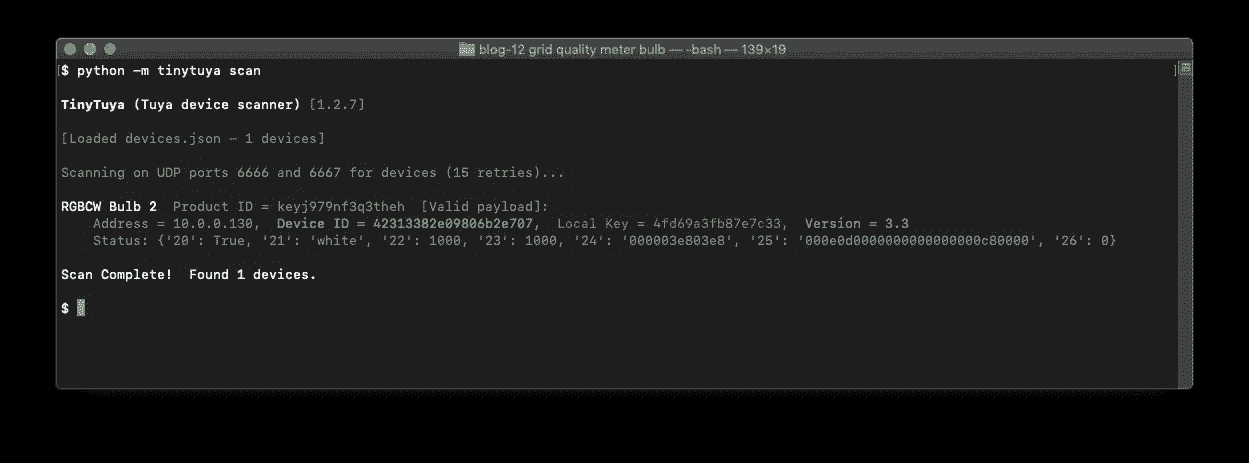 blog-12 grid quality meter bulb — -bash — 139×19
[$ python -m tinytuya scan ]
TinyTuya (Tuya device scanner) [1.2.7]
[Loaded devices.json - 1 devices]
Scanning on UDP ports 6666 and 6667 for devices (15 retries)...
RGBCW Bulb 2  Product ID = keyj979nf3q3theh  [Valid payload]:
    Address = 10.0.0.130,  Device ID = 42313382e09806b2e707,  Local Key = 4fd69a3fb87e7c33,  Version = 3.3
    Status: {'20': True, '21': 'white', '22': 1000, '23': 1000, '24': '000003e803e8', '25': '000e0d0000000000000000c80000', '26': 0}
Scan Complete!  Found 1 devices.
$